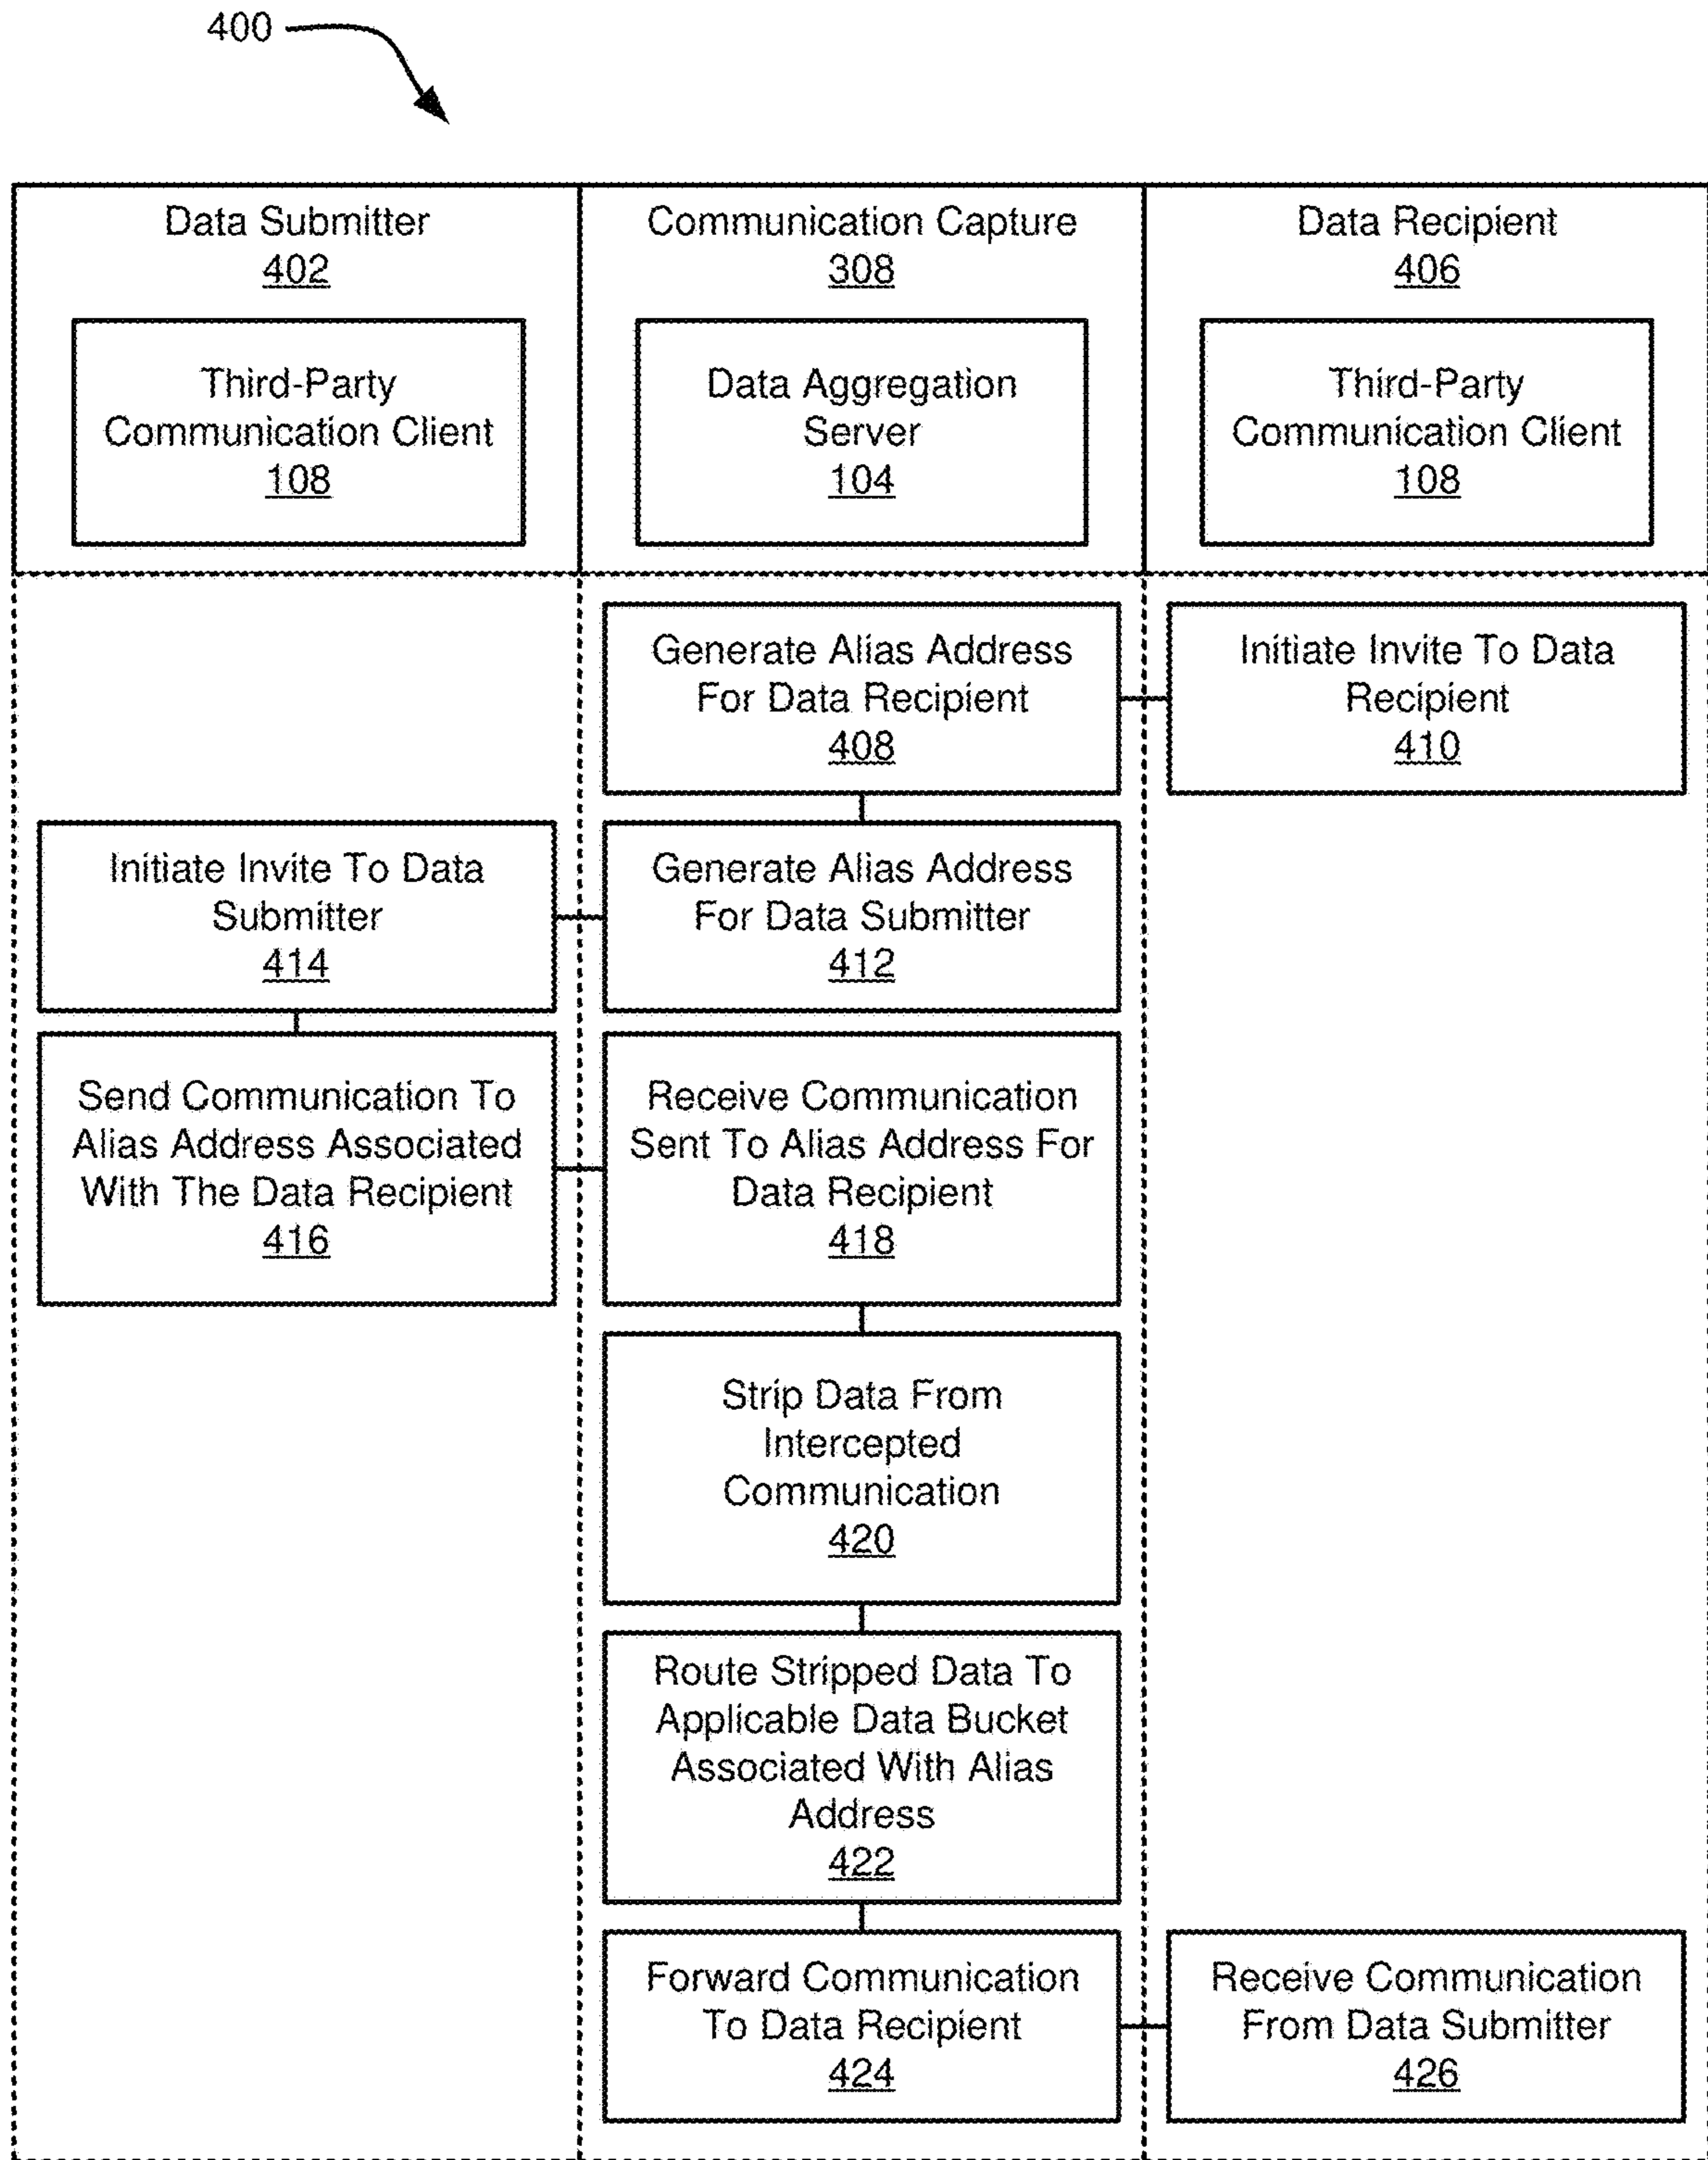 400
Data Submitter
402
Third-Party
Communication Client
108
Communication Capture
308
Data Aggregation
Server
104
Data Recipient
406
Third-Party
Communication Client
108
Generate Alias Address
For Data Recipient
408
Initiate Invite To Data
Recipient
410
Initiate Invite To Data
Submitter
414
Generate Alias Address
For Data Submitter
412
Send Communication To
Alias Address Associated
With The Data Recipient
416
Receive Communication
Sent To Alias Address For
Data Recipient
418
Strip Data From
Intercepted
Communication
420
Route Stripped Data To
Applicable Data Bucket
Associated With Alias
Address
422
Forward Communication
To Data Recipient
424
Receive Communication
From Data Submitter
426